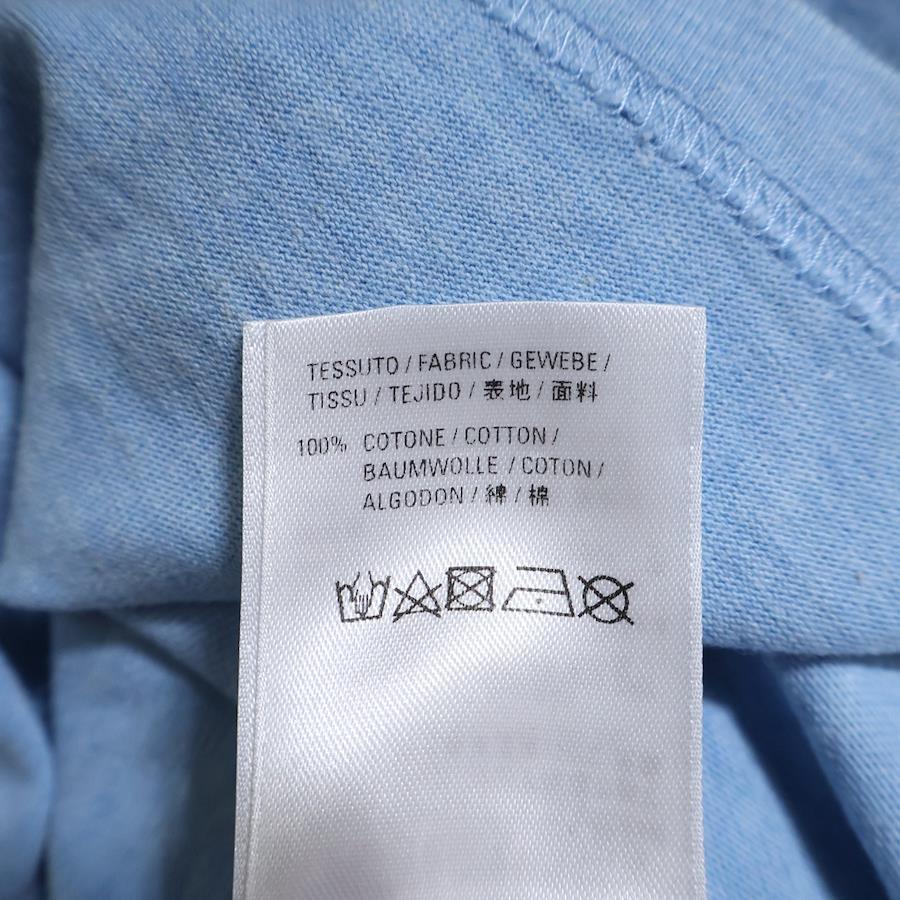 TESSUTO / FABRIC / GEWEBE /
TISSU / TEJIDO / 表地 / 面料
100% COTONE / COTTON /
BAUMWOLLE / COTON /
ALGODON / 綿 / 棉